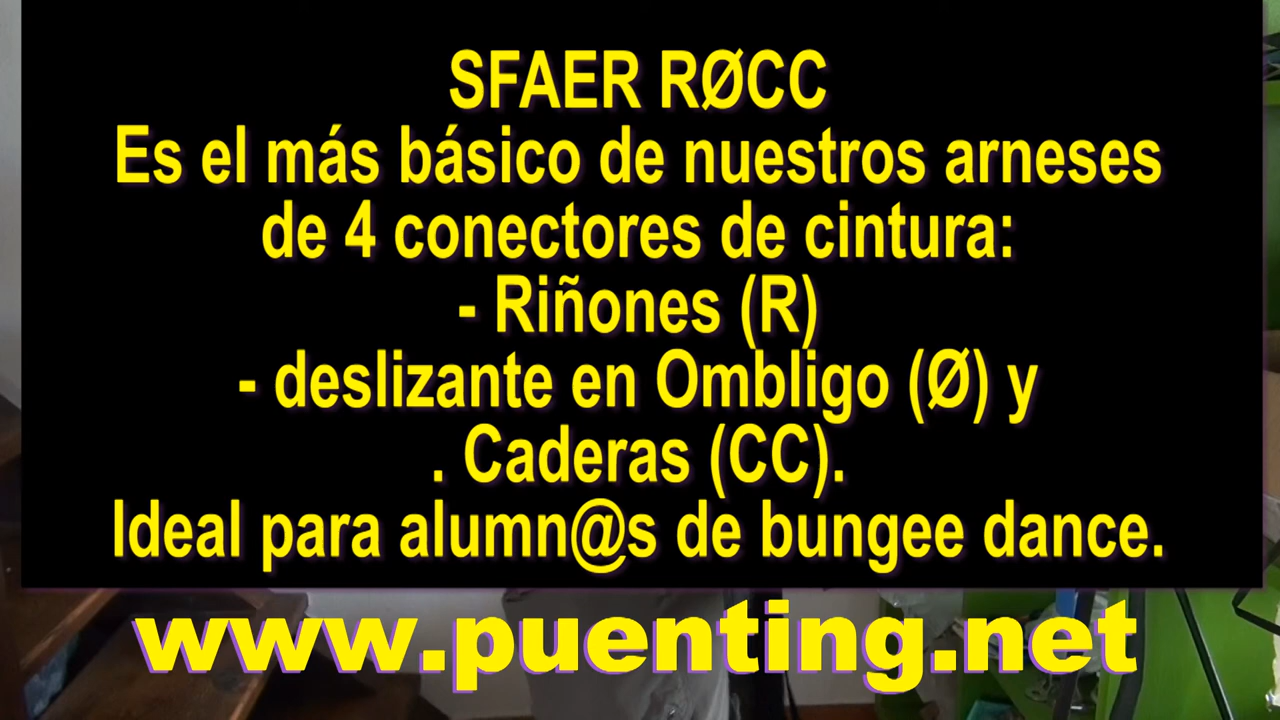 SFAER RØCC
Es el más básico de nuestros arneses
de 4 conectores de cintura:
- Riñones (R)
- deslizante en Ombligo (Ø) y
. Caderas (CC).
Ideal para alumn@s de bungee dance.
www.puenting.net